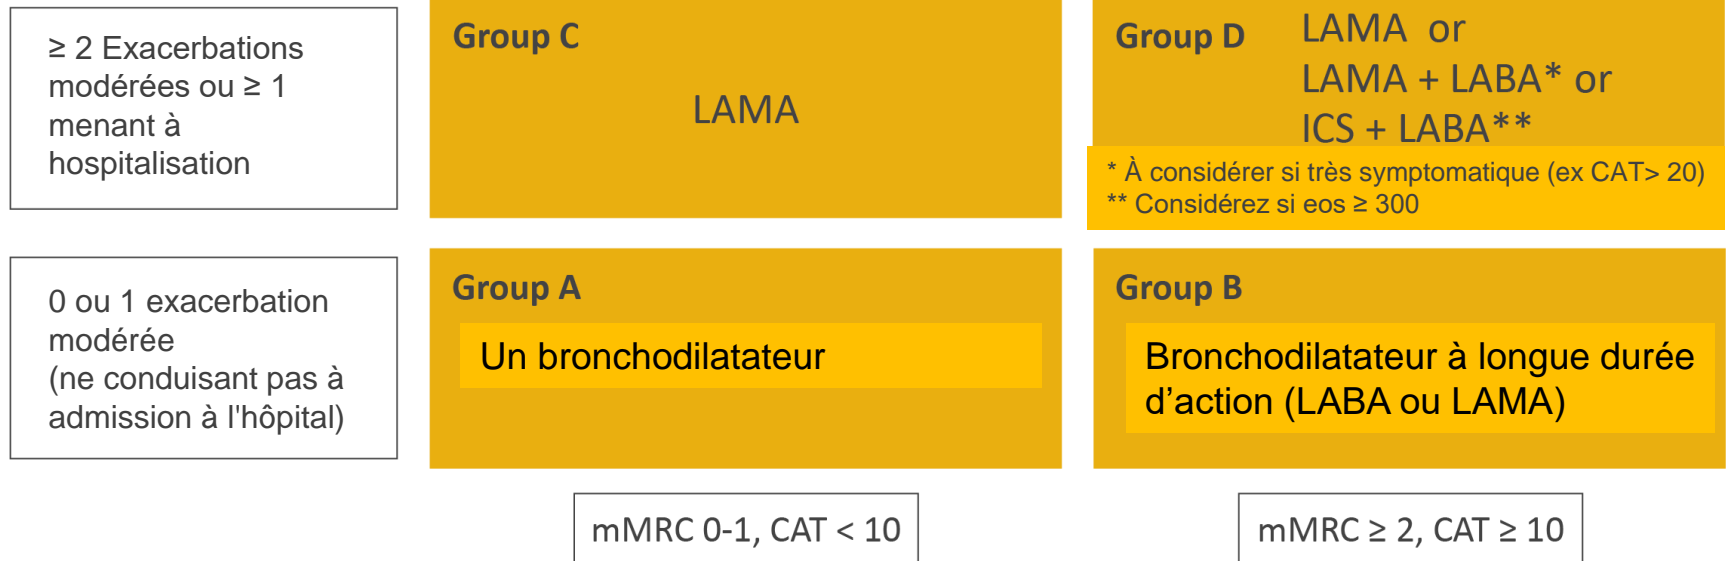 ≥ 2 Exacerbations
modérées ou ≥ 1
menant à
hospitalisation
Group C
LAMA
Group D
LAMA or
LAMA + LABA* or
ICS + LABA**
* À considérer si très symptomatique (ex CAT> 20)
** Considérez si eos ≥ 300
0 ou 1 exacerbation
modérée
(ne conduisant pas à
admission à l'hôpital)
Group A
Un bronchodilatateur
Group B
Bronchodilatateur à longue durée
d’action (LABA ou LAMA)
mMRC 0-1, CAT < 10
mMRC ≥ 2, CAT ≥ 10